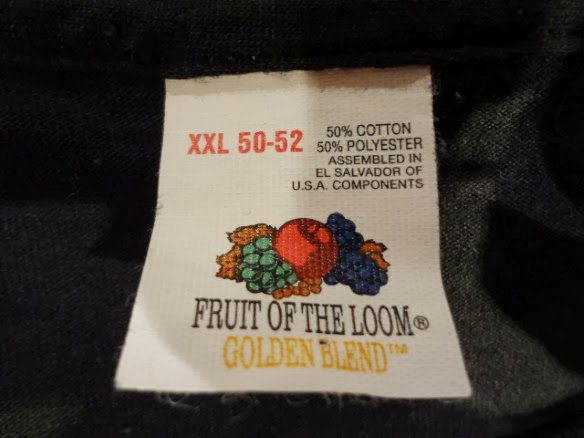 XXL 50-52
50% COTTON
50% POLYESTER
ASSEMBLED IN
EL SALVADOR OF
U.S.A. COMPONENTS
FRUIT OF THE LOOM®
GOLDEN BLEND™